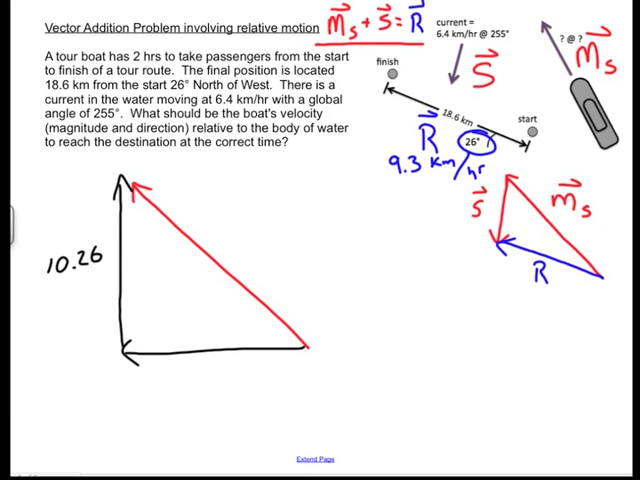 Vector Addition Problem involving relative motion
M⃗s + S⃗ = R⃗
current =
6.4 km/hr @ 255°
? @ ?
M⃗s
A tour boat has 2 hrs to take passengers from the start
to finish of a tour route. The final position is located
18.6 km from the start 26° North of West. There is a
current in the water moving at 6.4 km/hr with a global
angle of 255°. What should be the boat's velocity
(magnitude and direction) relative to the body of water
to reach the destination at the correct time?
finish
S⃗
18.6 km
start
R⃗
26°
9.3 km/hr
S⃗
M⃗s
R
10.26
Extend Page